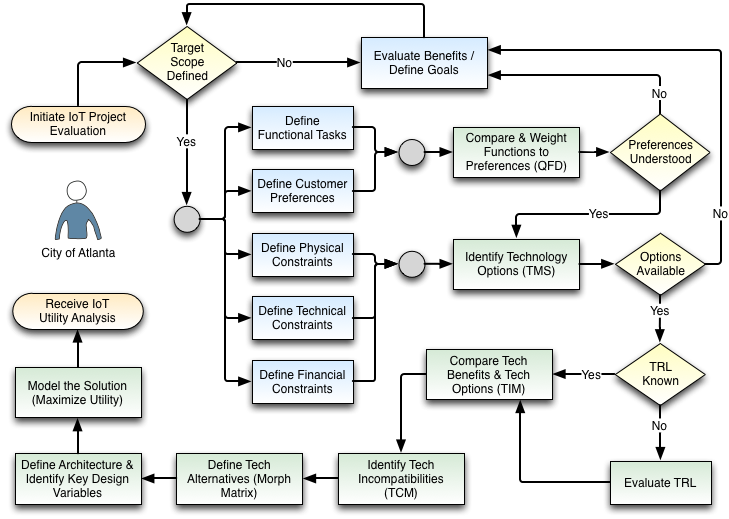 Target
Scope
Defined
No
Evaluate Benefits /
Define Goals
Initiate IoT Project
Evaluation
Yes
Define
Functional Tasks
Define Customer
Preferences
Compare & Weight
Functions to
Preferences (QFD)
No
Preferences
Understood
Yes
No
City of Atlanta
Define Physical
Constraints
Identify Technology
Options (TMS)
Options
Available
Yes
Define Technical
Constraints
Define Financial
Constraints
Receive IoT
Utility Analysis
Compare Tech
Benefits & Tech
Options (TIM)
Yes
TRL
Known
No
Model the Solution
(Maximize Utility)
Define Architecture &
Identify Key Design
Variables
Define Tech
Alternatives (Morph
Matrix)
Identify Tech
Incompatibilities
(TCM)
Evaluate TRL